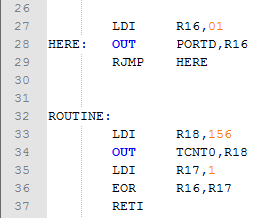 26
27 LDI R16,01
28 HERE: OUT PORTD,R16
29 RJMP HERE
30
31
32 ROUTINE:
33 LDI R18,156
34 OUT TCNT0,R18
35 LDI R17,1
36 EOR R16,R17
37 RETI